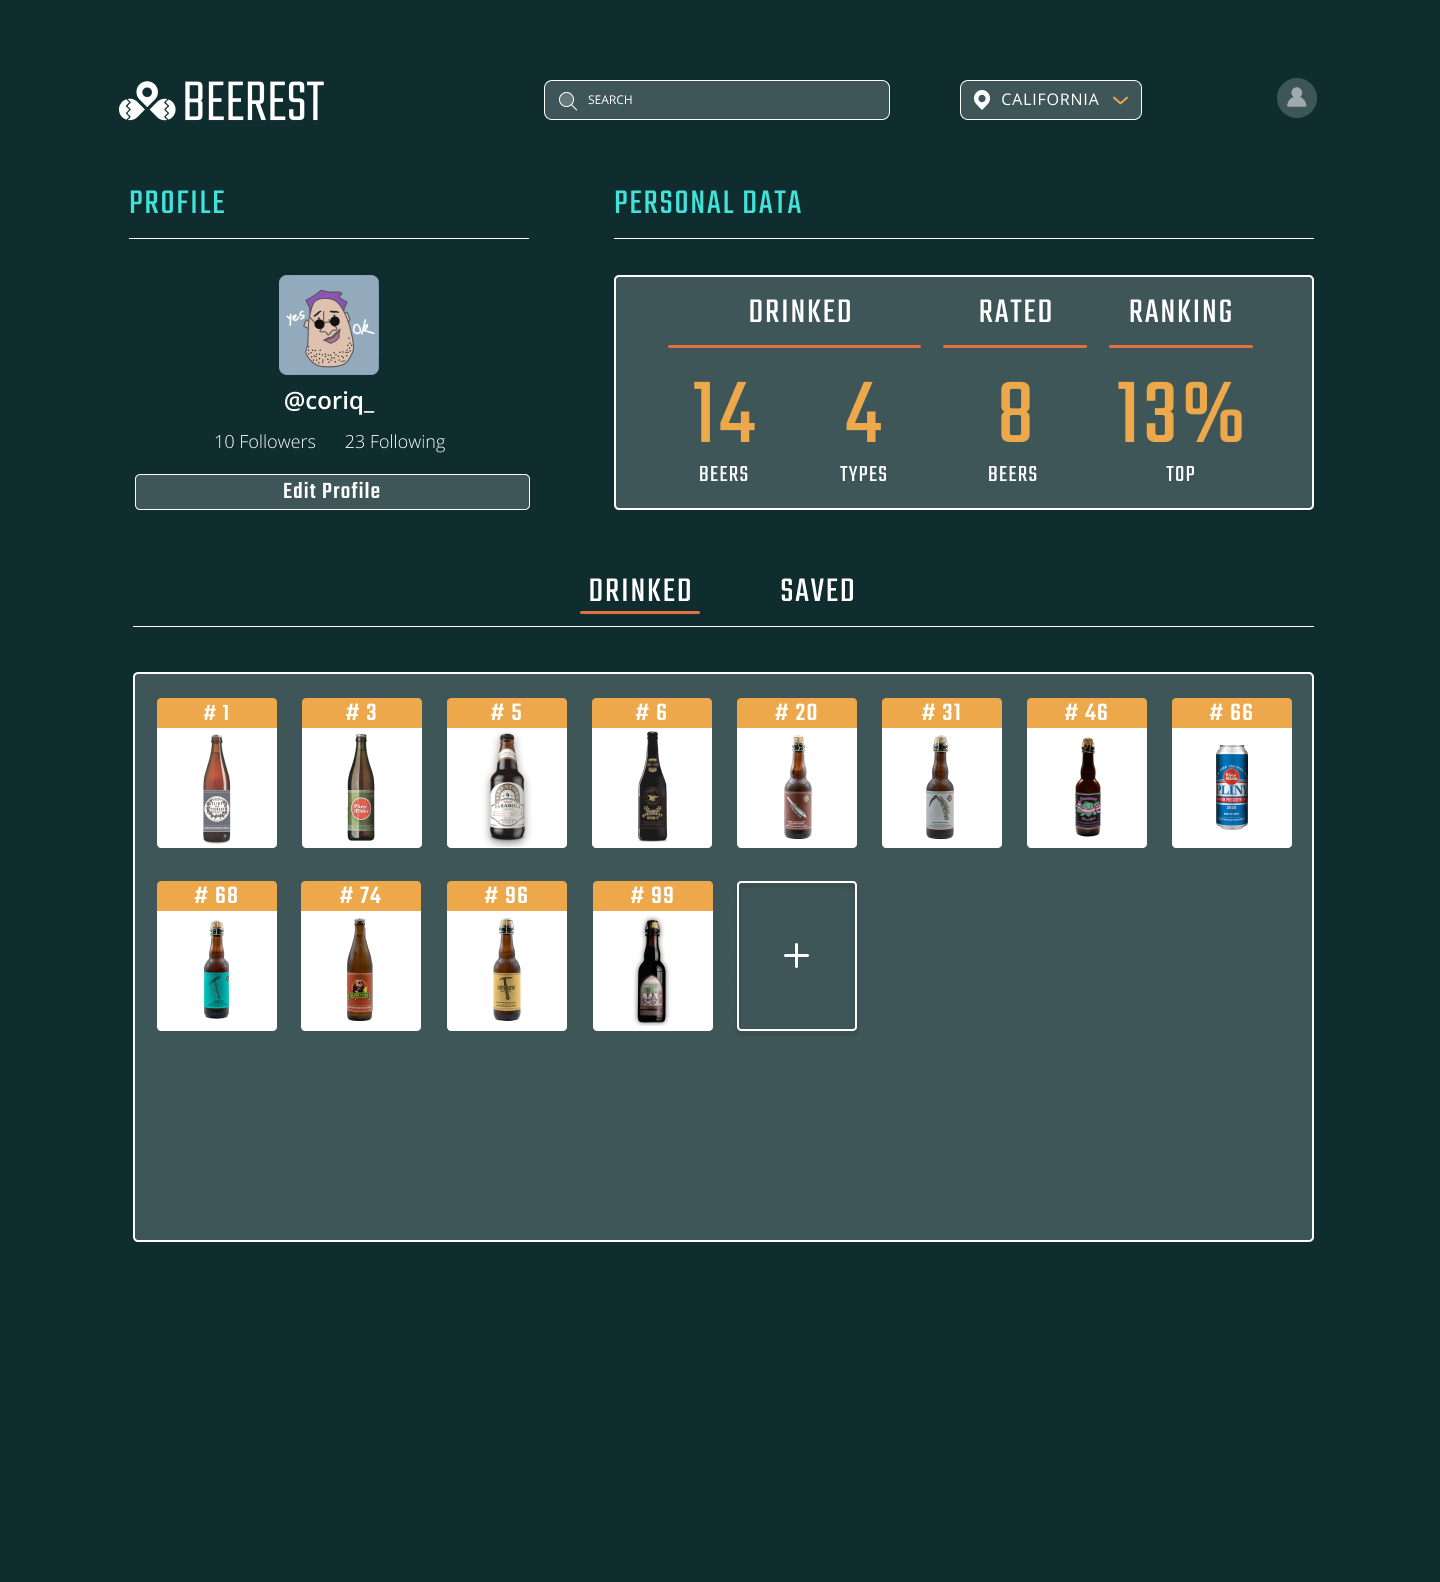 BEEREST
SEARCH
CALIFORNIA
PROFILE
PERSONAL DATA
yes
ok
@coriq_
10 Followers 23 Following
Edit Profile
DRINKED RATED RANKING
14 4 8 13%
BEERS TYPES BEERS TOP
DRINKED SAVED
# 1 # 3 # 5 # 6 # 20 # 31 # 46 # 66
PLINY
# 68 # 74 # 96 # 99